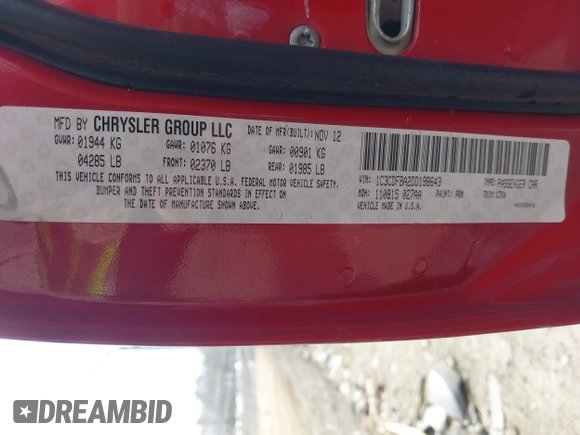 MFD BY CHRYSLER GROUP LLC
DATE OF MFR(BUILT): NOV 12
GVWR: 01944 KG
GAWR: 01076 KG
GAWR: 00901 KG
04285 LB
FRONT: 02370 LB
REAR: 01985 LB
THIS VEHICLE CONFORMS TO ALL APPLICABLE U.S.A. FEDERAL MOTOR VEHICLE SAFETY,
BUMPER AND THEFT PREVENTION STANDARDS IN EFFECT ON
THE DATE OF MANUFACTURE SHOWN ABOVE.
VIN: 1C3CDFBA2DD198643
TYPE: PASSENGER CAR
MDH: 110815 027AA
PAINT: PRM
TRIM:
VEHICLE MADE IN U.S.A.
DREAMBID